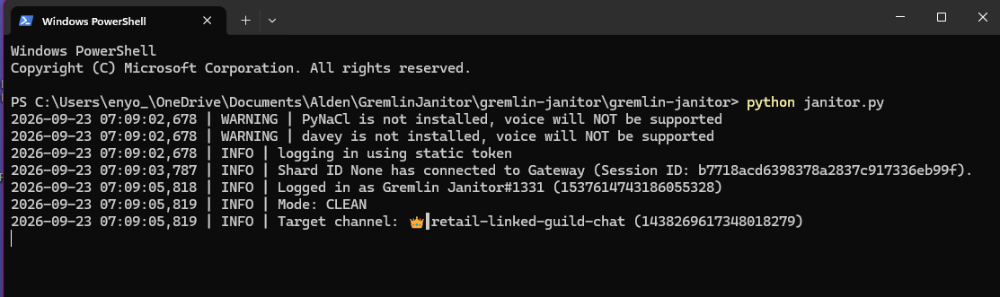 Windows PowerShell
Windows PowerShell
Copyright (C) Microsoft Corporation. All rights reserved.
PS C:\Users\enyo_\OneDrive\Documents\Alden\GremlinJanitor\gremlin-janitor\gremlin-janitor> python janitor.py
2026-09-23 07:09:02,678 | WARNING | PyNaCl is not installed, voice will NOT be supported
2026-09-23 07:09:02,678 | WARNING | davey is not installed, voice will NOT be supported
2026-09-23 07:09:02,678 | INFO | logging in using static token
2026-09-23 07:09:03,787 | INFO | Shard ID None has connected to Gateway (Session ID: b7718acd6398378a2837c917336eb99f).
2026-09-23 07:09:05,818 | INFO | Logged in as Gremlin Janitor#1331 (1537614743186055328)
2026-09-23 07:09:05,819 | INFO | Mode: CLEAN
2026-09-23 07:09:05,819 | INFO | Target channel: 👑┃retail-linked-guild-chat (1438269617348018279)